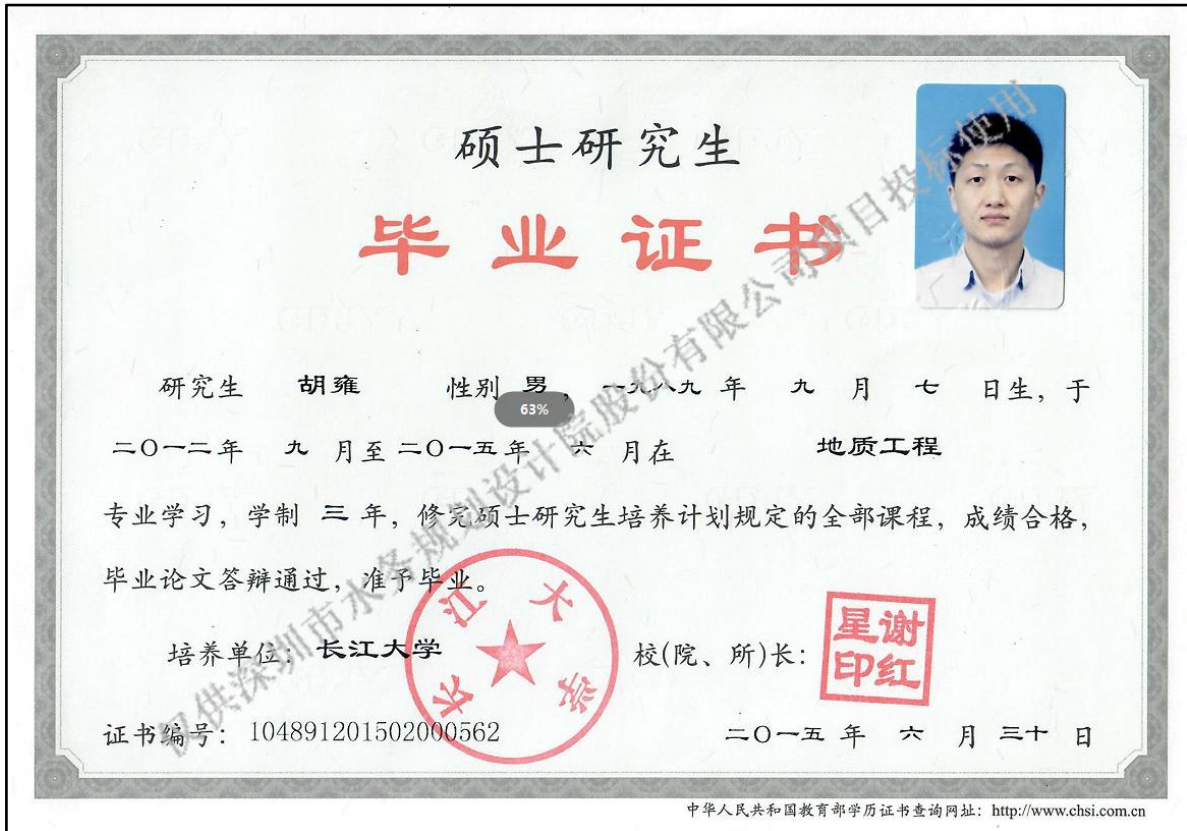 硕士研究生
毕业证书
研究生 胡雍 性别 男，一九八九 年 九 月 七 日生，于
二〇一二年 九 月至 二〇一五年 六 月在 地质工程
专业学习，学制 三 年，修完硕士研究生培养计划规定的全部课程，成绩合格，
毕业论文答辩通过，准予毕业。
培养单位：长江大学 校(院、所)长：
谢红星印
长江大学
证书编号：104891201502000562 二〇一五 年 六 月 三十 日
中华人民共和国教育部学历证书查询网址：http://www.chsi.com.cn
仅供深圳市水务规划设计院股份有限公司项目投标使用
63%